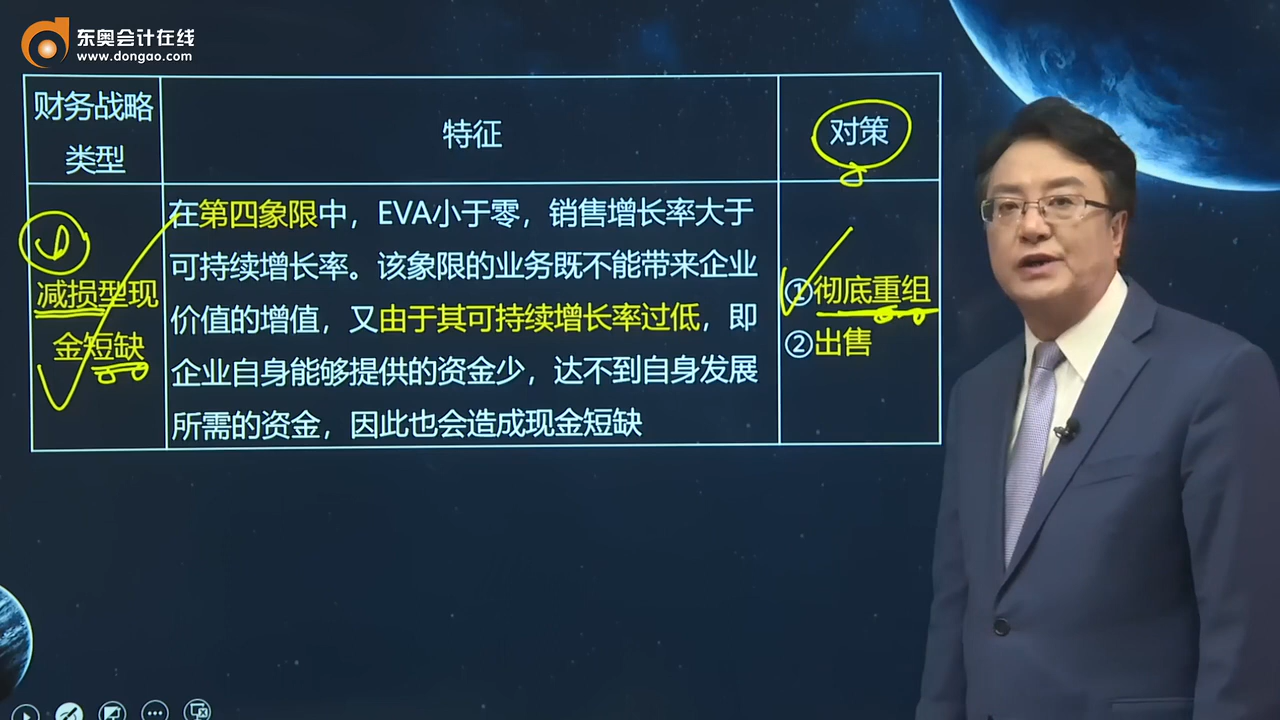 东奥会计在线
www.dongao.com
财务战略
类型
特征
对策
减损型现
金短缺
在第四象限中，EVA小于零，销售增长率大于
可持续增长率。该象限的业务既不能带来企业
价值的增值，又由于其可持续增长率过低，即
企业自身能够提供的资金少，达不到自身发展
所需的资金，因此也会造成现金短缺
①彻底重组
②出售